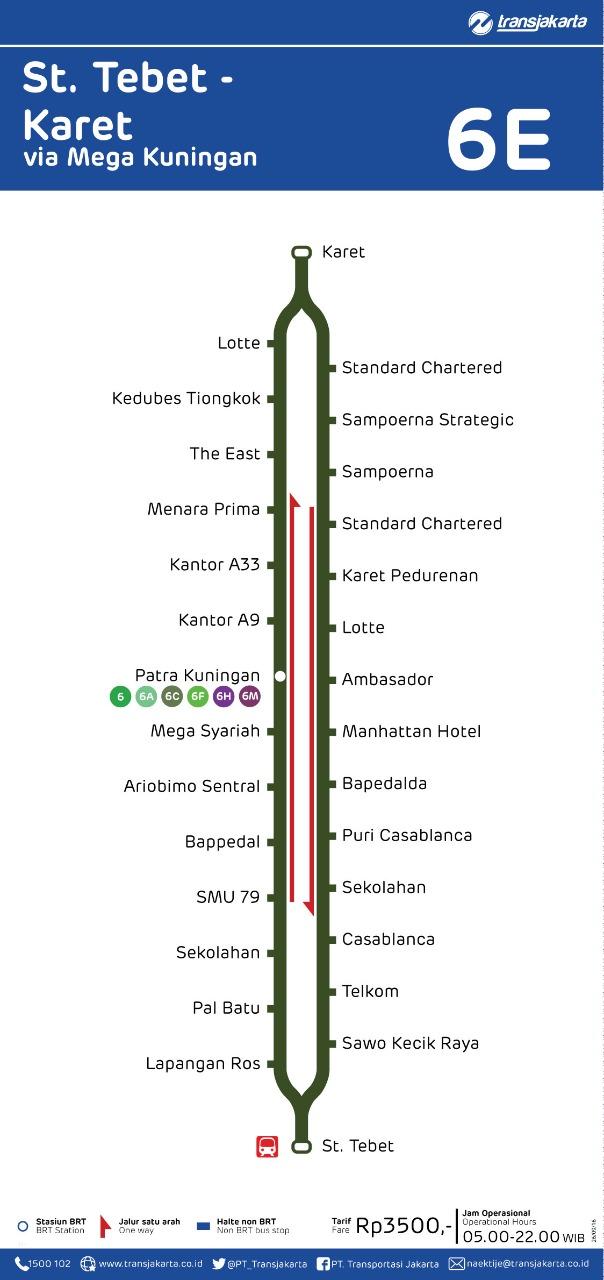 transjakarta
St. Tebet -
Karet
via Mega Kuningan
6E
Karet
Lotte
Kedubes Tiongkok
The East
Menara Prima
Kantor A33
Kantor A9
Patra Kuningan
6 6A 6C 6F 6H 6M
Mega Syariah
Ariobimo Sentral
Bappedal
SMU 79
Sekolahan
Pal Batu
Lapangan Ros
Standard Chartered
Sampoerna Strategic
Sampoerna
Standard Chartered
Karet Pedurenan
Lotte
Ambasador
Manhattan Hotel
Bapedalda
Puri Casablanca
Sekolahan
Casablanca
Telkom
Sawo Kecik Raya
St. Tebet
Stasiun BRT
BRT Station
Jalur satu arah
One way
Halte non BRT
Non BRT bus stop
Tarif
Fare
Rp3500,-
Jam Operasional
Operational Hours
05.00-22.00 WIB
1500 102
www.transjakarta.co.id
@PT_Transjakarta
PT. Transportasi Jakarta
naektije@transjakarta.co.id